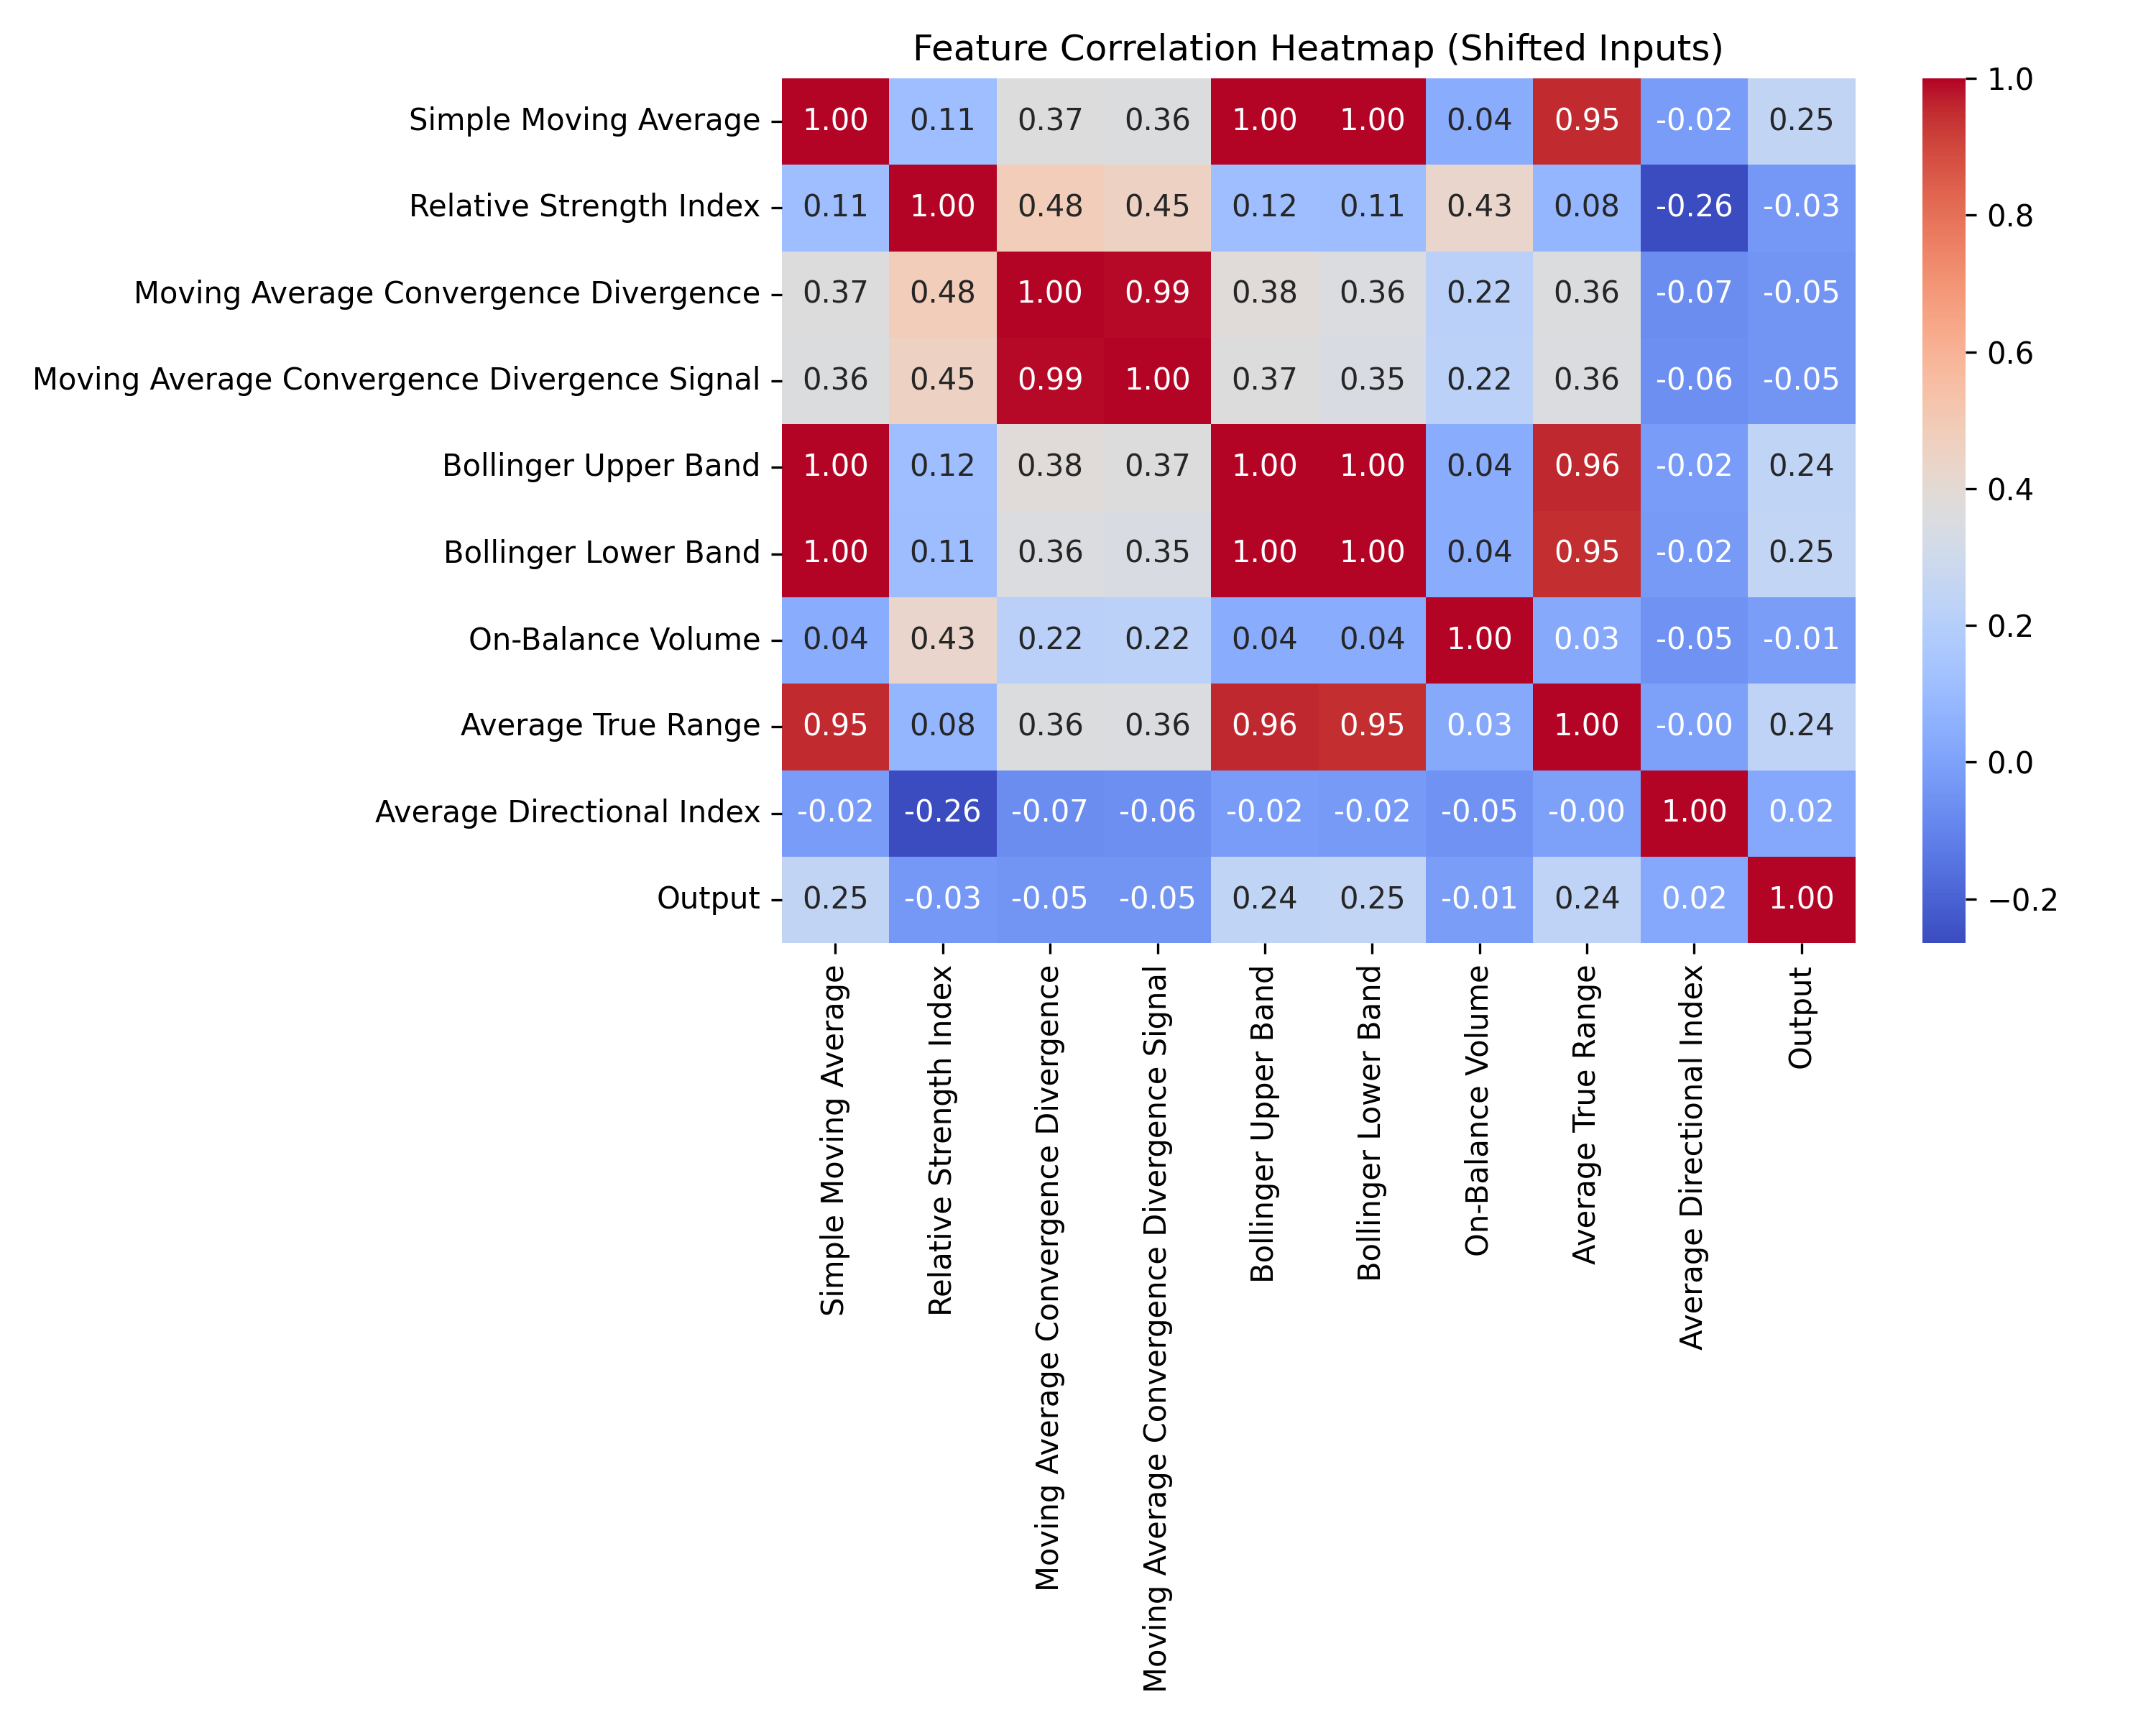 Feature Correlation Heatmap (Shifted Inputs)
Simple Moving Average 1.00 0.11 0.37 0.36 1.00 1.00 0.04 0.95 -0.02 0.25
Relative Strength Index 0.11 1.00 0.48 0.45 0.12 0.11 0.43 0.08 -0.26 -0.03
Moving Average Convergence Divergence 0.37 0.48 1.00 0.99 0.38 0.36 0.22 0.36 -0.07 -0.05
Moving Average Convergence Divergence Signal 0.36 0.45 0.99 1.00 0.37 0.35 0.22 0.36 -0.06 -0.05
Bollinger Upper Band 1.00 0.12 0.38 0.37 1.00 1.00 0.04 0.96 -0.02 0.24
Bollinger Lower Band 1.00 0.11 0.36 0.35 1.00 1.00 0.04 0.95 -0.02 0.25
On-Balance Volume 0.04 0.43 0.22 0.22 0.04 0.04 1.00 0.03 -0.05 -0.01
Average True Range 0.95 0.08 0.36 0.36 0.96 0.95 0.03 1.00 -0.00 0.24
Average Directional Index -0.02 -0.26 -0.07 -0.06 -0.02 -0.02 -0.05 -0.00 1.00 0.02
Output 0.25 -0.03 -0.05 -0.05 0.24 0.25 -0.01 0.24 0.02 1.00
Simple Moving Average
Relative Strength Index
Moving Average Convergence Divergence
Moving Average Convergence Divergence Signal
Bollinger Upper Band
Bollinger Lower Band
On-Balance Volume
Average True Range
Average Directional Index
Output
1.0
0.8
0.6
0.4
0.2
0.0
−0.2